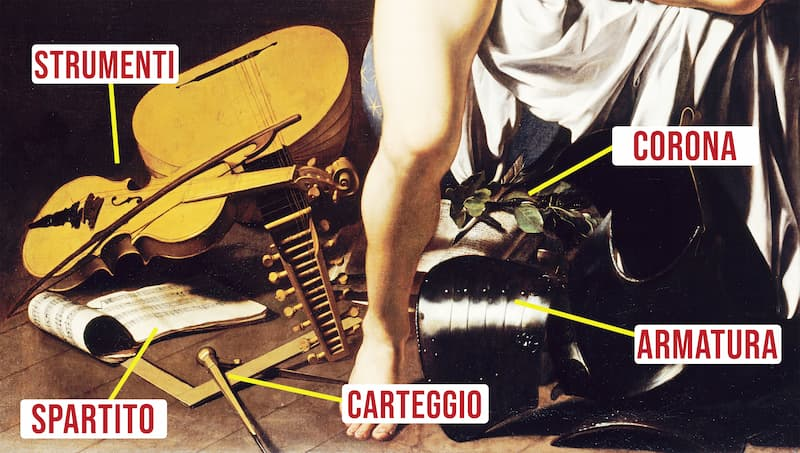 STRUMENTI
CORONA
ARMATURA
CARTEGGIO
SPARTITO